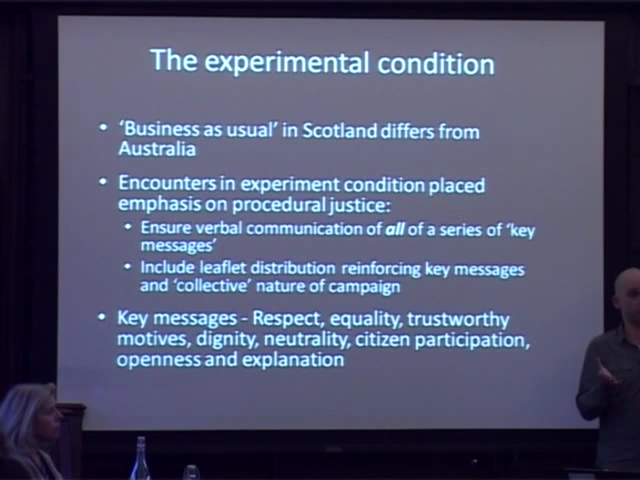 The experimental condition
• 'Business as usual' in Scotland differs from
Australia
• Encounters in experiment condition placed
emphasis on procedural justice:
• Ensure verbal communication of all of a series of 'key
messages'
• Include leaflet distribution reinforcing key messages
and 'collective' nature of campaign
• Key messages - Respect, equality, trustworthy
motives, dignity, neutrality, citizen participation,
openness and explanation